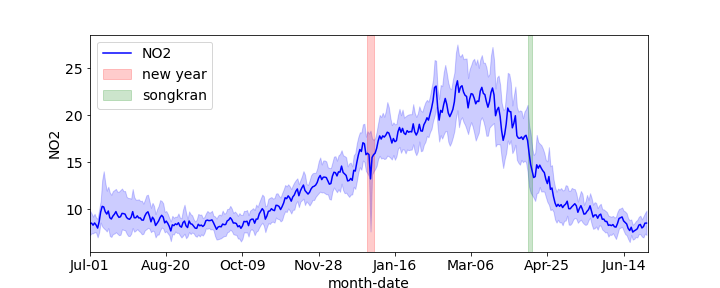 NO2
new year
songkran
25
20
15
10
NO2
Jul-01 Aug-20 Oct-09 Nov-28 Jan-16 Mar-06 Apr-25 Jun-14
month-date